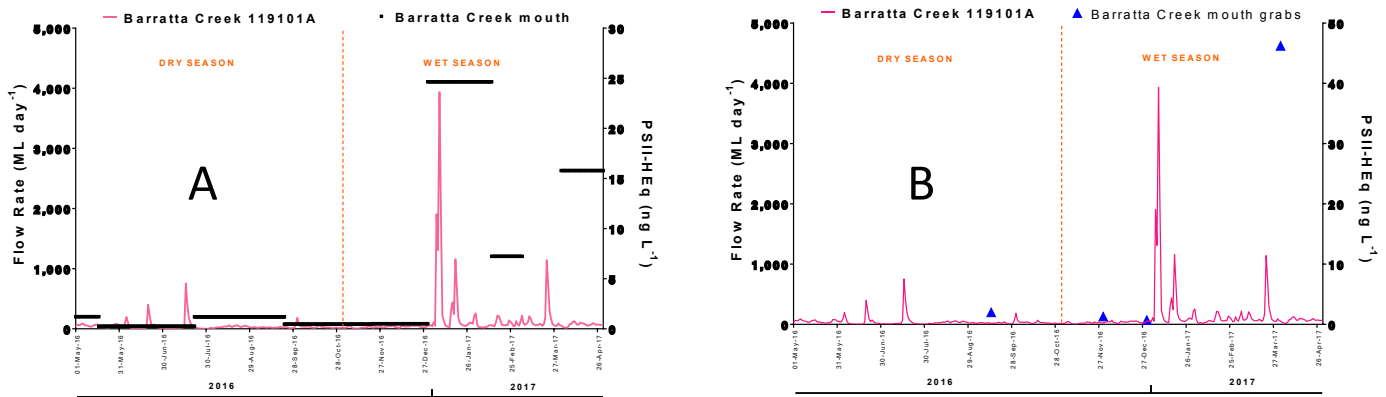 Barratta Creek 119101A
Barratta Creek mouth
5,000
4,000
3,000
2,000
1,000
0
Flow Rate (ML day-1)
30
25
20
15
10
5
0
PSII-HEq (ng L-1)
DRY SEASON
WET SEASON
A
01-May-16
31-May-16
30-Jun-16
30-Jul-16
29-Aug-16
28-Sep-16
28-Oct-16
27-Nov-16
27-Dec-16
26-Jan-17
25-Feb-17
27-Mar-17
26-Apr-17
2016
2017
Barratta Creek 119101A
Barratta Creek mouth grabs
5,000
4,000
3,000
2,000
1,000
0
Flow Rate (ML day-1)
50
40
30
20
10
0
PSII-HEq (ng L-1)
DRY SEASON
WET SEASON
B
01-May-16
31-May-16
30-Jun-16
30-Jul-16
29-Aug-16
28-Sep-16
28-Oct-16
27-Nov-16
27-Dec-16
26-Jan-17
25-Feb-17
27-Mar-17
26-Apr-17
2016
2017